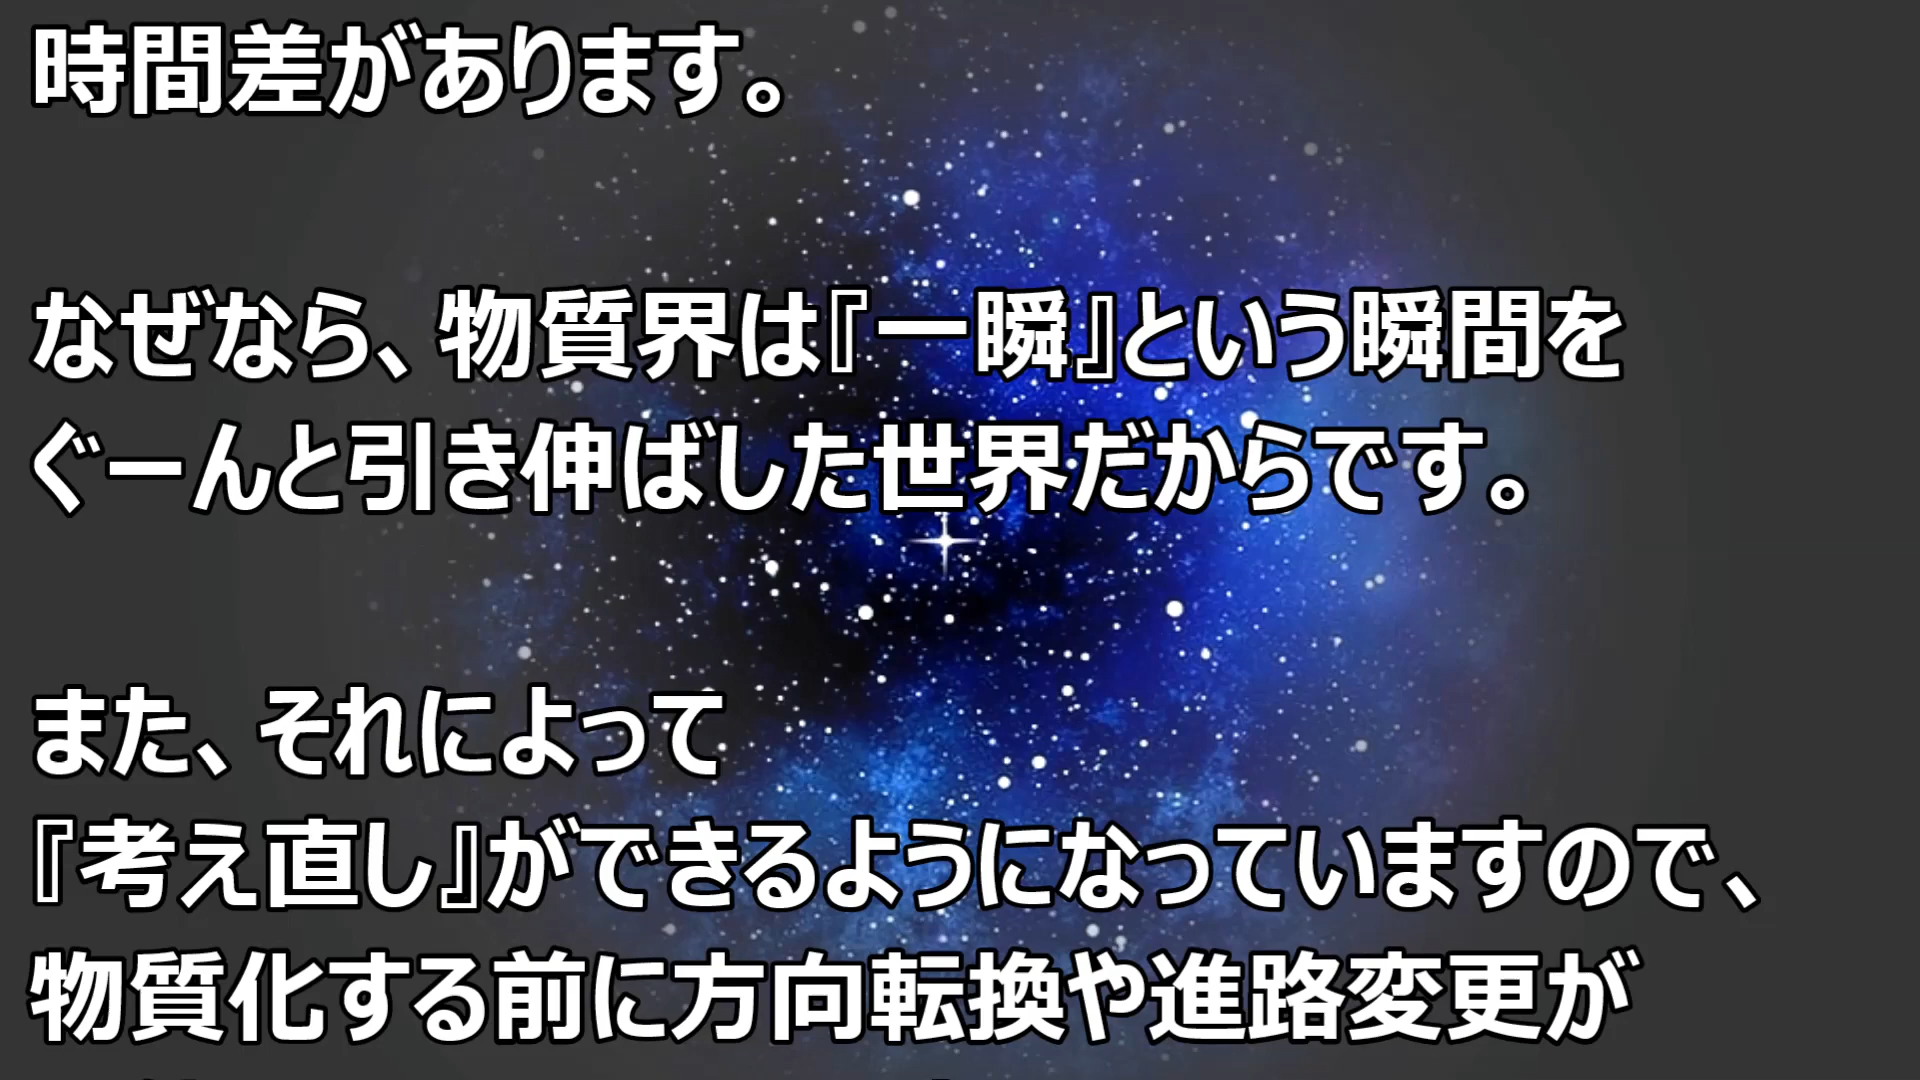 時間差があります。
なぜなら、物質界は『一瞬』という瞬間を
ぐーんと引き伸ばした世界だからです。
また、それによって
『考え直し』ができるようになっていますので、
物質化する前に方向転換や進路変更が